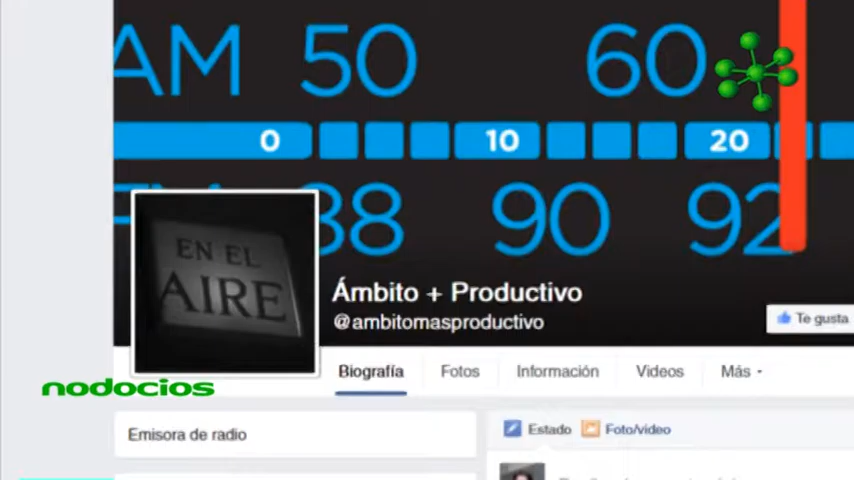 AM 50 60
0 10 20
88 90 92
EN EL
AIRE
Ámbito + Productivo
@ambitomasproductivo
Te gusta
Biografía Fotos Información Videos Más
nodocios
Emisora de radio
Estado Foto/video